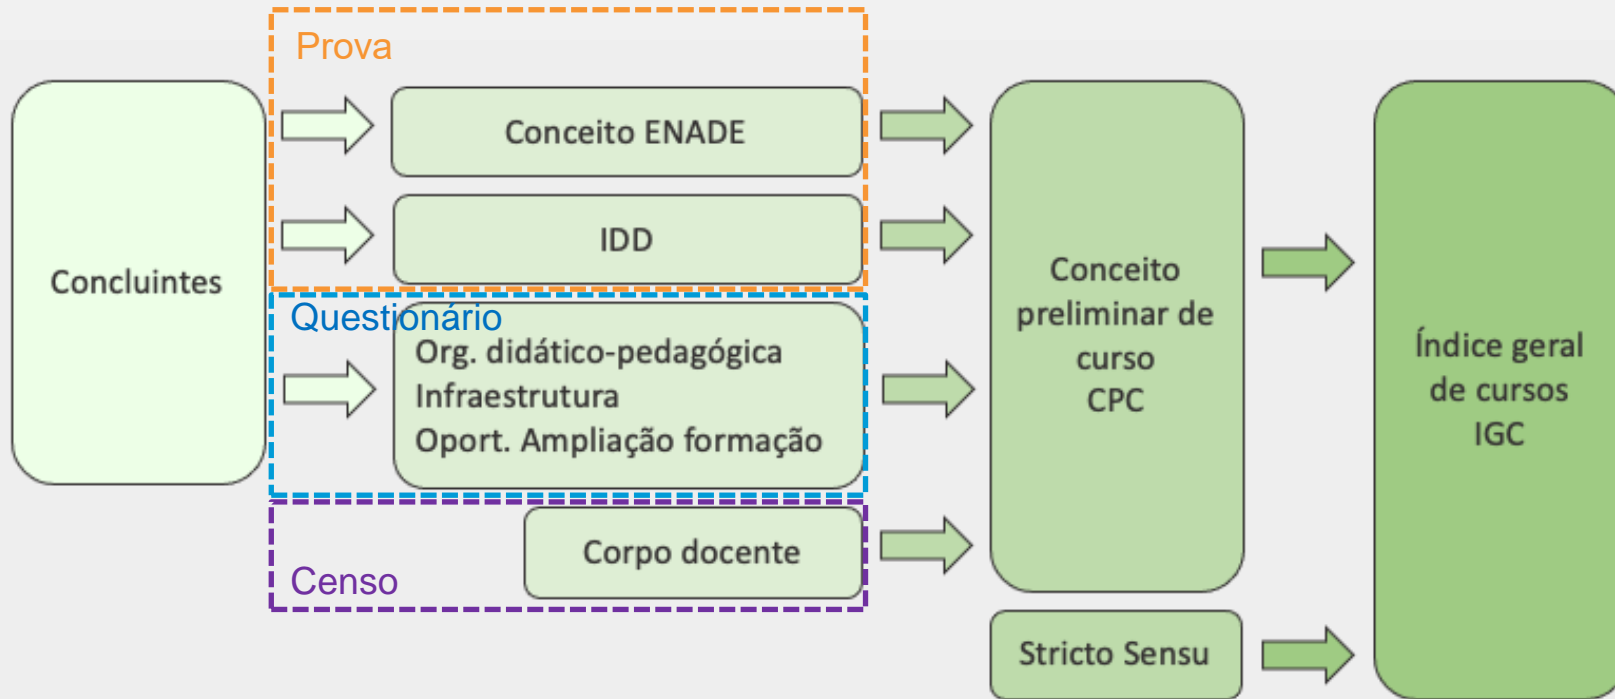 Prova
Conceito ENADE
IDD
Concluintes
Questionário
Org. didático-pedagógica
Infraestrutura
Oport. Ampliação formação
Censo
Corpo docente
Conceito
preliminar de
curso
CPC
Stricto Sensu
Índice geral
de cursos
IGC